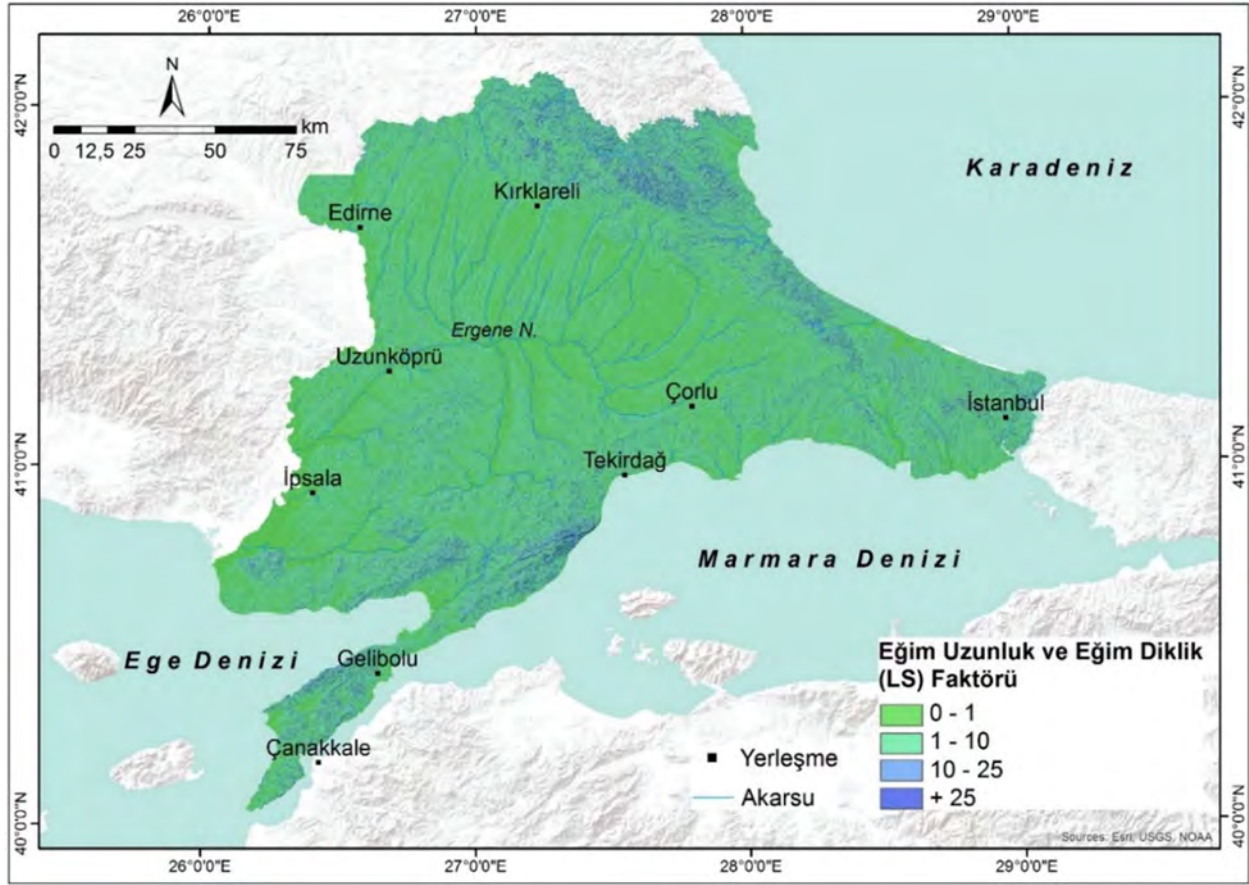 26°0'0"E 27°0'0"E 28°0'0"E 29°0'0"E
42°0'0"N
42°0'0"N
N
km
0 12,5 25 50 75
Karadeniz
Kırklareli
Edirne
Ergene N.
Uzunköprü
Çorlu
İstanbul
41°0'0"N
41°0'0"N
Tekirdağ
İpsala
Marmara Denizi
Ege Denizi
Gelibolu
Çanakkale
Eğim Uzunluk ve Eğim Diklik
(LS) Faktörü
0 - 1
1 - 10
10 - 25
+ 25
Yerleşme
Akarsu
40°0'0"N
40°0'0"N
Sources: Esri, USGS, NOAA
26°0'0"E 27°0'0"E 28°0'0"E 29°0'0"E